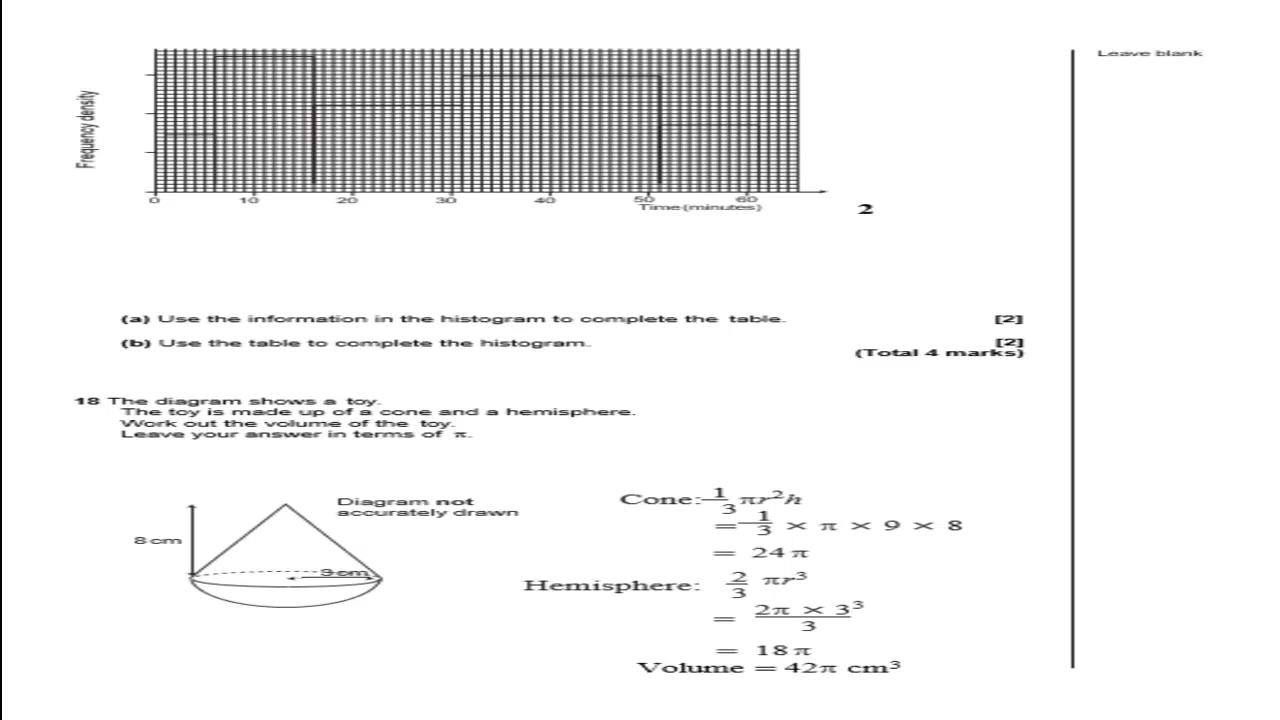 Leave blank
Frequency density
0 10 20 30 40 50 60
Time (minutes)
2
(a) Use the information in the histogram to complete the table. [2]
(b) Use the table to complete the histogram. [2]
(Total 4 marks)
18 The diagram shows a toy.
The toy is made up of a cone and a hemisphere.
Work out the volume of the toy.
Leave your answer in terms of π.
Diagram not
accurately drawn
8 cm
3 cm
Cone: 1/3 πr²h
= 1/3 × π × 9 × 8
= 24 π
Hemisphere: 2/3 πr³
= 2π × 3³ / 3
= 18 π
Volume = 42π cm³